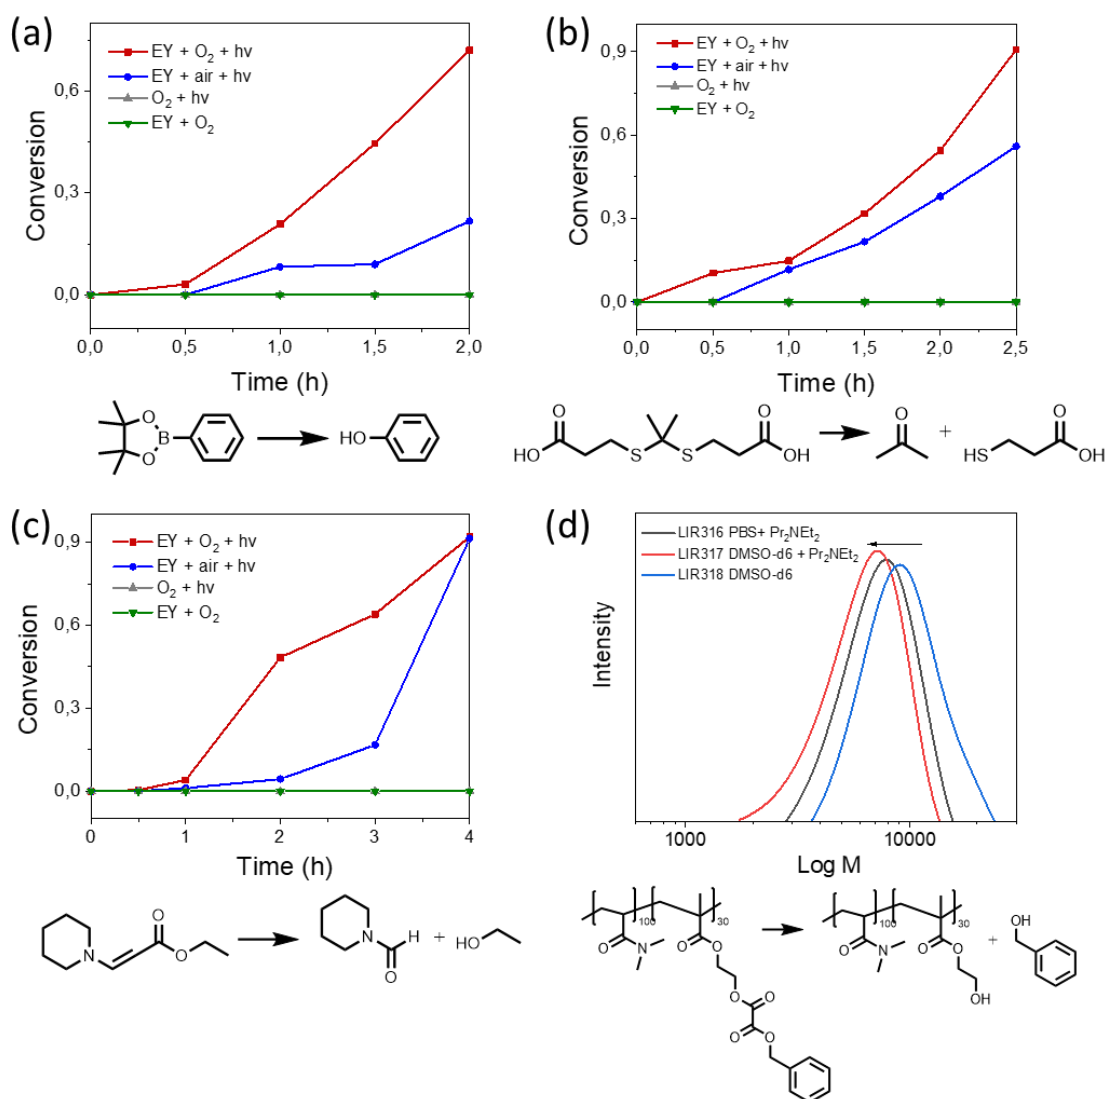 (a)
EY + O₂ + hv
EY + air + hv
O₂ + hv
EY + O₂
Conversion
0,6
0,3
0,0
0,0 0,5 1,0 1,5 2,0
Time (h)
O
B
O
HO
(b)
EY + O₂ + hv
EY + air + hv
O₂ + hv
EY + O₂
Conversion
0,9
0,6
0,3
0,0
0,0 0,5 1,0 1,5 2,0 2,5
Time (h)
O O O O
HO S S OH + HS OH
(c)
EY + O₂ + hv
EY + air + hv
O₂ + hv
EY + O₂
Conversion
0,9
0,6
0,3
0,0
0 1 2 3 4
Time (h)
O
N O
N H + HO
O
(d)
LIR316 PBS+ Pr₂NEt₂
LIR317 DMSO-d6 + Pr₂NEt₂
LIR318 DMSO-d6
Intensity
1000 10000
Log M
100 30
O N O O
O O
O O
100 30
O N O O
OH
+
OH